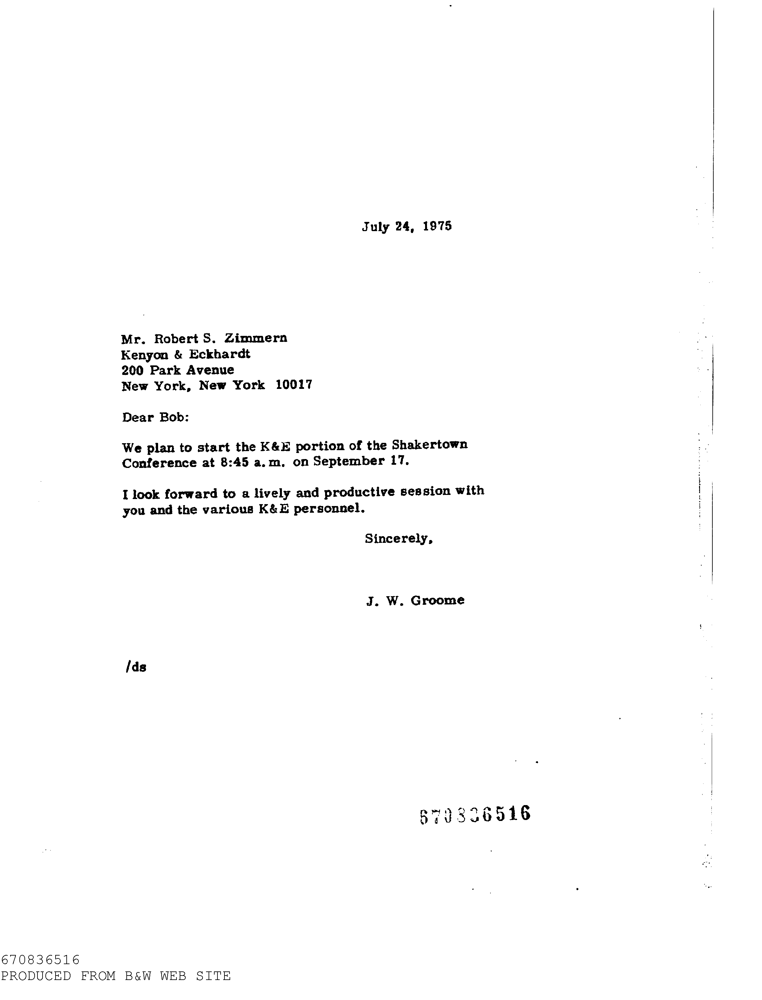 July 24, 1975
Mr. Robert S. Zimmern
Kenyon & Eckhardt
200 Park Avenue
New York, New York 10017
Dear Bob:
We plan to start the K&E portion of the Shakertown
Conference at 8:45 a.m. on September 17.
I look forward to a lively and productive session with
you and the various K&E personnel.
Sincerely,
J. W. Groome
/ds
670836516
670836516
PRODUCED FROM B&W WEB SITE